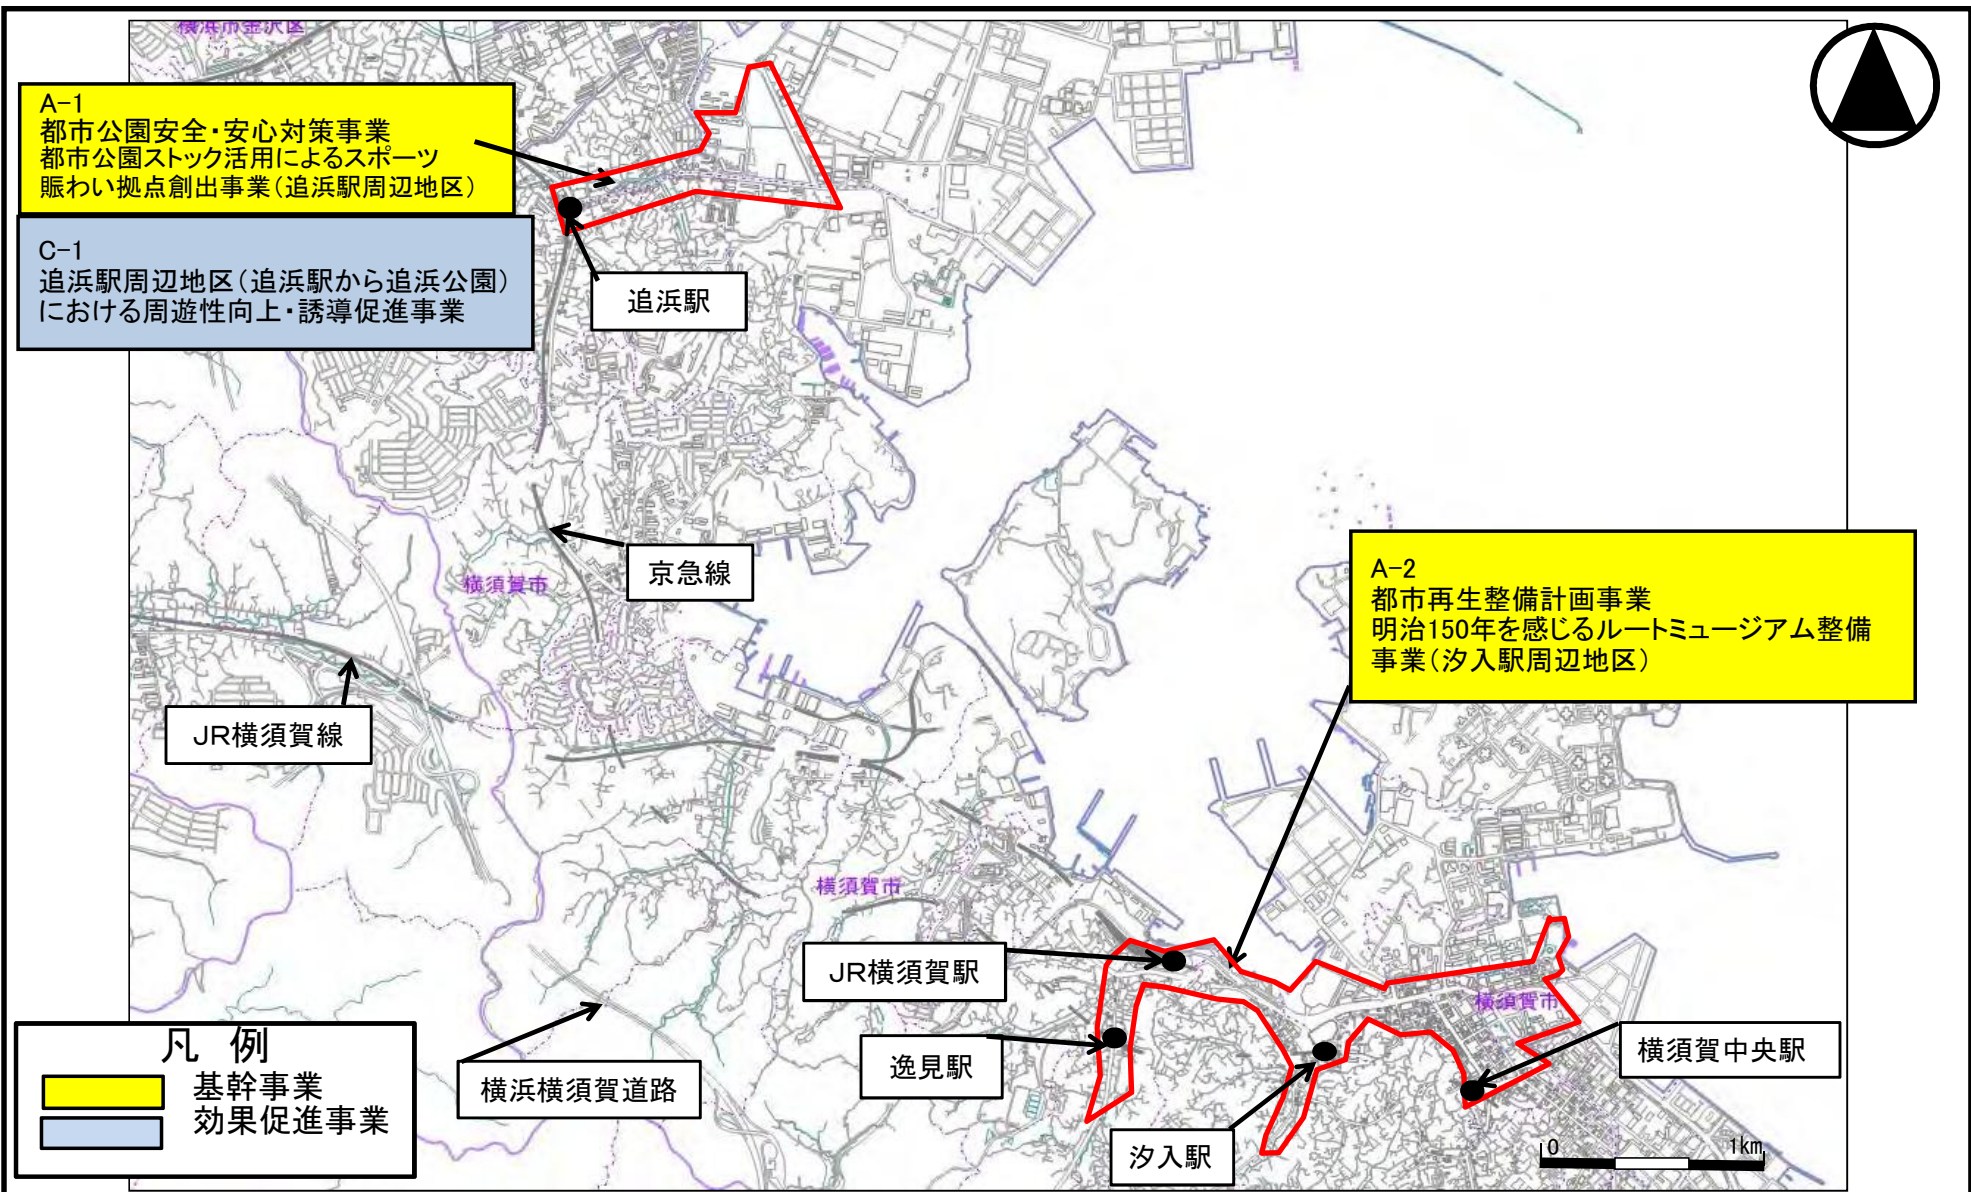 横浜市金沢区
A-1
都市公園安全・安心対策事業
都市公園ストック活用によるスポーツ
賑わい拠点創出事業(追浜駅周辺地区)
C-1
追浜駅周辺地区(追浜駅から追浜公園)
における周遊性向上・誘導促進事業
追浜駅
京急線
横須賀市
A-2
都市再生整備計画事業
明治150年を感じるルートミュージアム整備
事業(汐入駅周辺地区)
JR横須賀線
横須賀市
JR横須賀駅
横須賀市
逸見駅
横須賀中央駅
横浜横須賀道路
汐入駅
凡 例
基幹事業
効果促進事業
0 1km